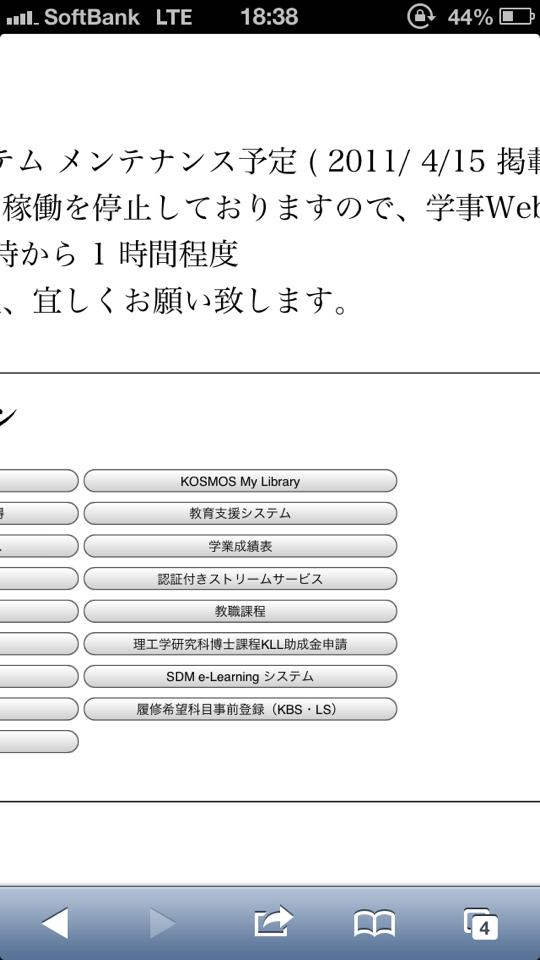 SoftBank LTE 18:38 44%
テム メンテナンス予定 ( 2011/ 4/15 掲載
稼働を停止しておりますので、学事Web
時から 1 時間程度
、宜しくお願い致します。
ン
KOSMOS My Library
教育支援システム
学業成績表
認証付きストリームサービス
教職課程
理工学研究科博士課程KLL助成金申請
SDM e-Learning システム
履修希望科目事前登録（KBS・LS）
4